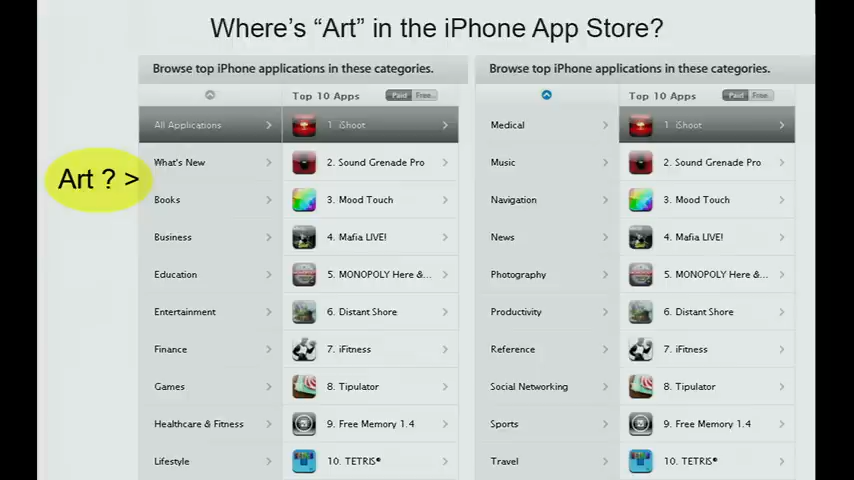 Where's “Art” in the iPhone App Store?
Browse top iPhone applications in these categories.
Top 10 Apps Paid Free
All Applications
What's New
Books
Business
Education
Entertainment
Finance
Games
Healthcare & Fitness
Lifestyle
1 iShoot
2. Sound Grenade Pro
3. Mood Touch
4. Mafia LIVE!
5. MONOPOLY Here &...
6. Distant Shore
7. iFitness
8. Tipulator
9. Free Memory 1.4
10. TETRIS®
Art ? >
Browse top iPhone applications in these categories.
Top 10 Apps Paid Free
Medical
Music
Navigation
News
Photography
Productivity
Reference
Social Networking
Sports
Travel
1 iShoot
2. Sound Grenade Pro
3. Mood Touch
4. Mafia LIVE!
5. MONOPOLY Here &...
6. Distant Shore
7. iFitness
8. Tipulator
9. Free Memory 1.4
10. TETRIS®